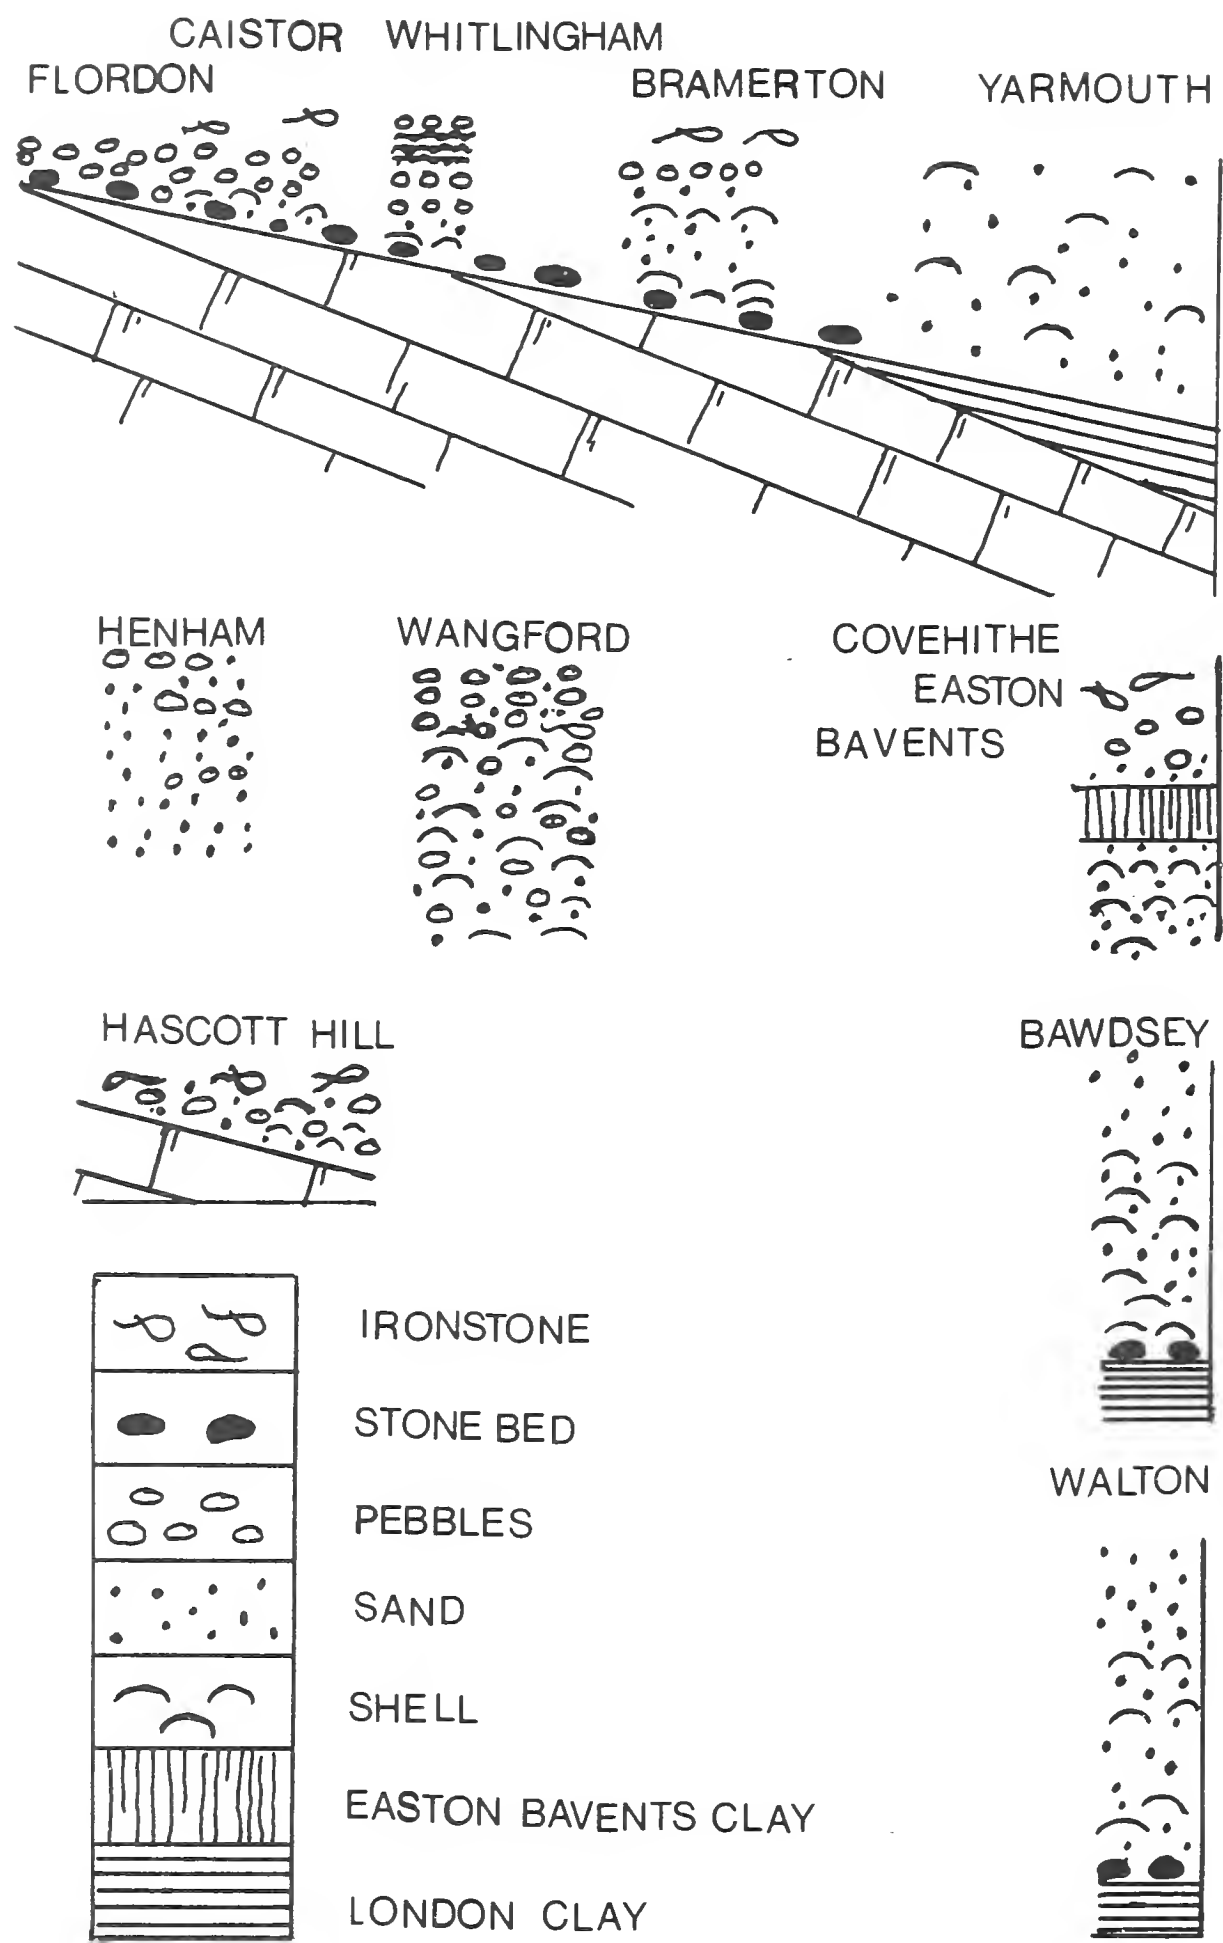 CAISTOR WHITLINGHAM
FLORDON
BRAMERTON
YARMOUTH
HENHAM
WANGFORD
COVEHITHE
EASTON
BAVENTS
HASCOTT HILL
BAWDSEY
IRONSTONE
STONE BED
WALTON
PEBBLES
SAND
SHELL
EASTON BAVENTS CLAY
LONDON CLAY